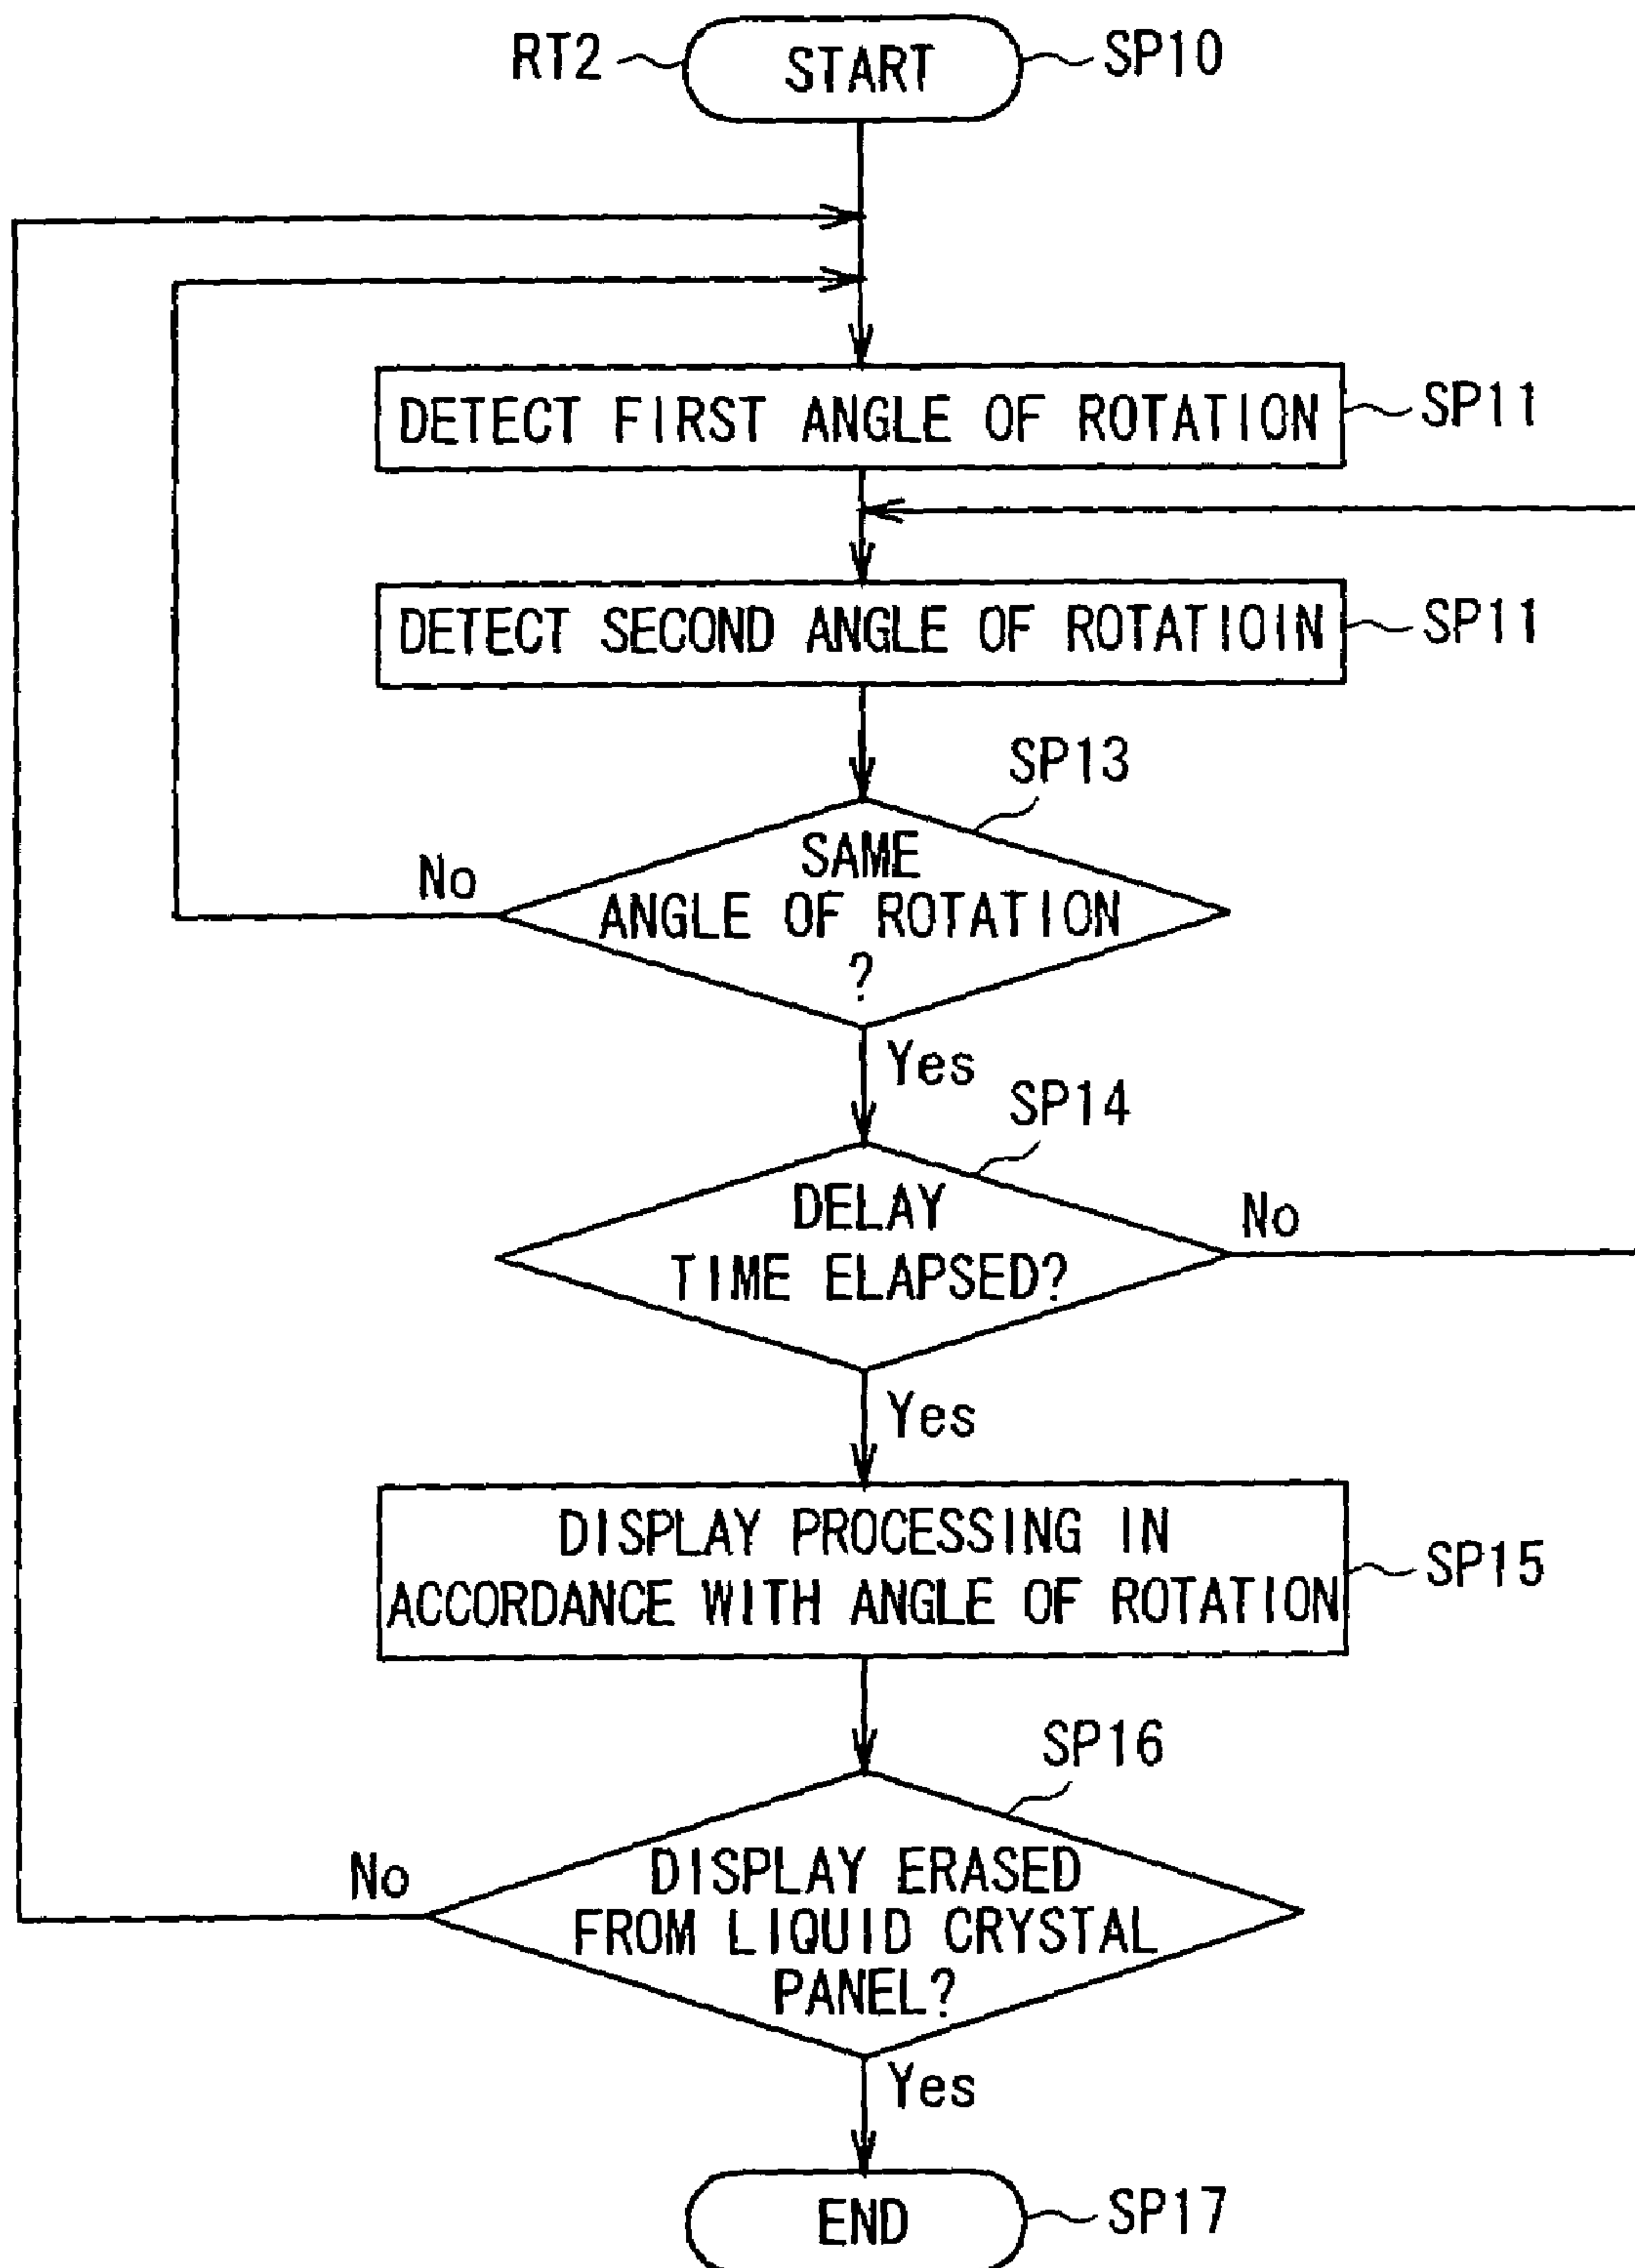 RT2 START SP10
DETECT FIRST ANGLE OF ROTATION SP11
DETECT SECOND ANGLE OF ROTATIOIN SP11
SP13
SAME
No
ANGLE OF ROTATION
?
Yes
SP14
DELAY
No
TIME ELAPSED?
Yes
DISPLAY PROCESSING IN
SP15
ACCORDANCE WITH ANGLE OF ROTATION
SP16
No
DISPLAY ERASED
FROM LIQUID CRYSTAL
PANEL?
Yes
END SP17